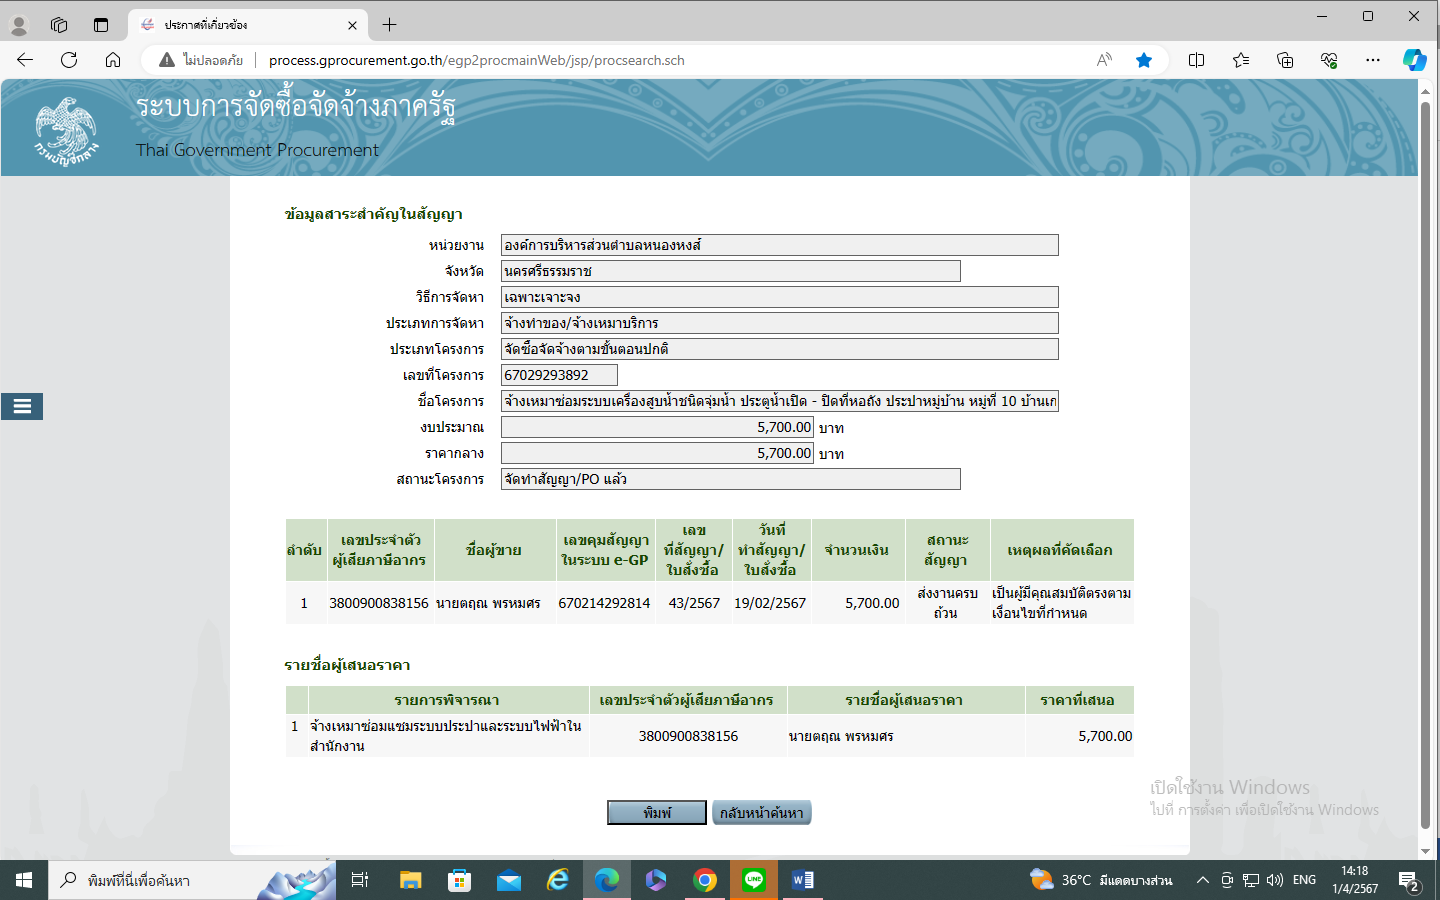 ประกาศที่เกี่ยวข้อง
ไม่ปลอดภัย
process.gprocurement.go.th/egp2procmainWeb/jsp/procsearch.sch
ระบบการจัดซื้อจัดจ้างภาครัฐ
Thai Government Procurement
กรมบัญชีกลาง
ข้อมูลสาระสำคัญในสัญญา
หน่วยงาน องค์การบริหารส่วนตำบลหนองหงส์
จังหวัด นครศรีธรรมราช
วิธีการจัดหา เฉพาะเจาะจง
ประเภทการจัดหา จ้างทำของ/จ้างเหมาบริการ
ประเภทโครงการ จัดซื้อจัดจ้างตามขั้นตอนปกติ
เลขที่โครงการ 67029293892
ชื่อโครงการ จ้างเหมาซ่อมระบบเครื่องสูบน้ำชนิดจุ่มน้ำ ประตูน้ำเปิด - ปิดที่หอถัง ประปาหมู่บ้าน หมู่ที่ 10 บ้านเก
งบประมาณ 5,700.00 บาท
ราคากลาง 5,700.00 บาท
สถานะโครงการ จัดทำสัญญา/PO แล้ว
ลำดับ เลขประจำตัวผู้เสียภาษีอากร ชื่อผู้ขาย เลขคุมสัญญาในระบบ e-GP เลขที่สัญญา/ใบสั่งซื้อ วันที่ทำสัญญา/ใบสั่งซื้อ จำนวนเงิน สถานะสัญญา เหตุผลที่คัดเลือก
1 3800900838156 นายตฤณ พรหมศร 670214292814 43/2567 19/02/2567 5,700.00 ส่งงานครบถ้วน เป็นผู้มีคุณสมบัติตรงตามเงื่อนไขที่กำหนด
รายชื่อผู้เสนอราคา
รายการพิจารณา เลขประจำตัวผู้เสียภาษีอากร รายชื่อผู้เสนอราคา ราคาที่เสนอ
1 จ้างเหมาซ่อมแซมระบบประปาและระบบไฟฟ้าในสำนักงาน 3800900838156 นายตฤณ พรหมศร 5,700.00
เปิดใช้งาน Windows
ไปที่ การตั้งค่า เพื่อเปิดใช้งาน Windows
พิมพ์ กลับหน้าค้นหา
พิมพ์ที่นี่เพื่อค้นหา
LINE
36°C มีแดดบางส่วน
ENG
14:18
1/4/2567
2